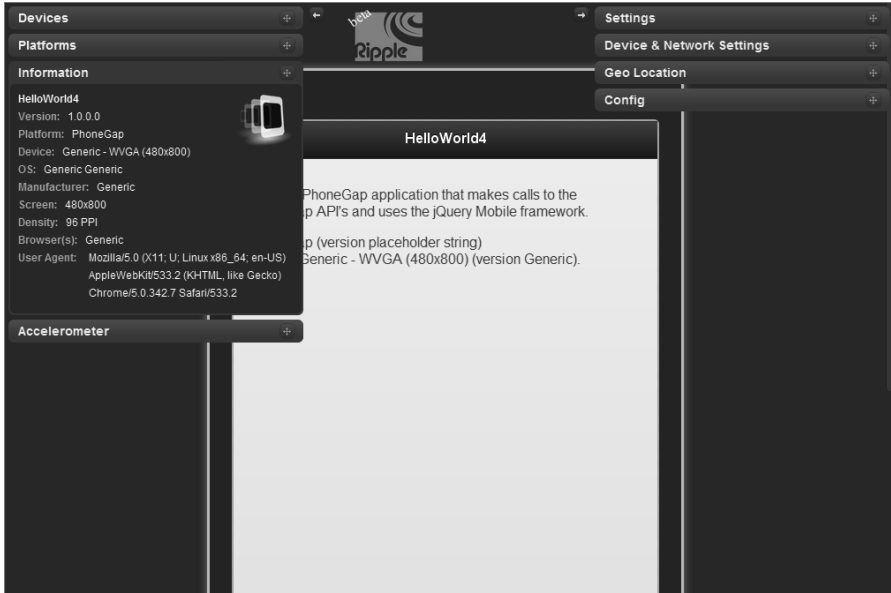 Devices
Platforms
Information
HelloWorld4
Version: 1.0.0.0
Platform: PhoneGap
Device: Generic - WVGA (480x800)
OS: Generic Generic
Manufacturer: Generic
Screen: 480x800
Density: 96 PPI
Browser(s): Generic
User Agent: Mozilla/5.0 (X11; U; Linux x86_64; en-US)
AppleWebKit/533.2 (KHTML, like Gecko)
Chrome/5.0.342.7 Safari/533.2
Accelerometer
beta
Ripple
Settings
Device & Network Settings
Geo Location
Config
HelloWorld4
PhoneGap application that makes calls to the
p API's and uses the jQuery Mobile framework.
p (version placeholder string)
Generic - WVGA (480x800) (version Generic).